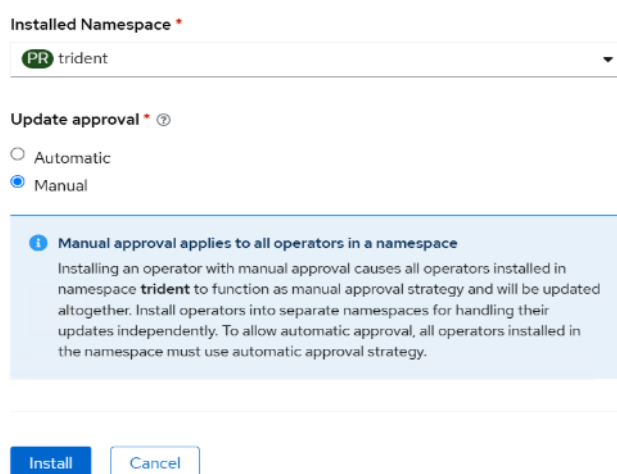 Installed Namespace *
PR trident
Update approval *
Automatic
Manual
Manual approval applies to all operators in a namespace
Installing an operator with manual approval causes all operators installed in
namespace trident to function as manual approval strategy and will be updated
altogether. Install operators into separate namespaces for handling their
updates independently. To allow automatic approval, all operators installed in
the namespace must use automatic approval strategy.
Install Cancel